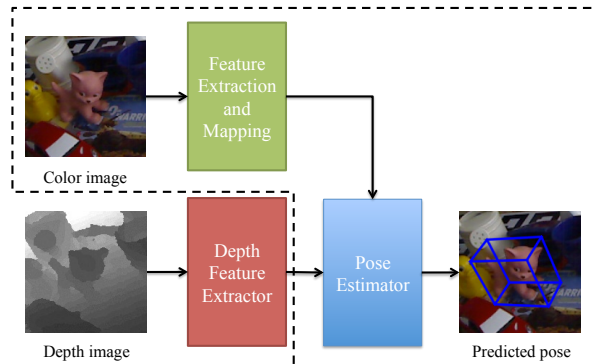 Feature
Extraction
and
Mapping
Color image
Depth
Feature
Extractor
Pose
Estimator
Depth image
Predicted pose